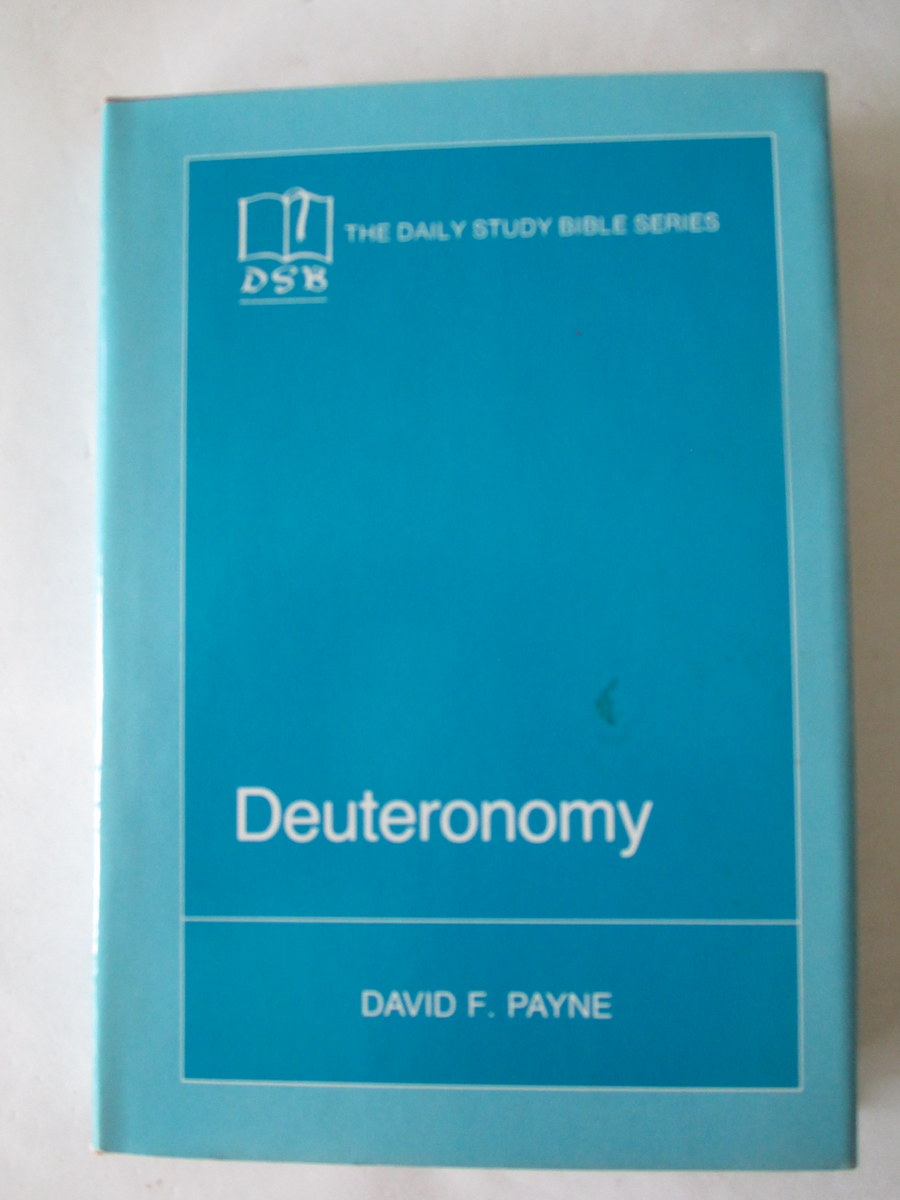 THE DAILY STUDY BIBLE SERIES
DSB
Deuteronomy
DAVID F. PAYNE